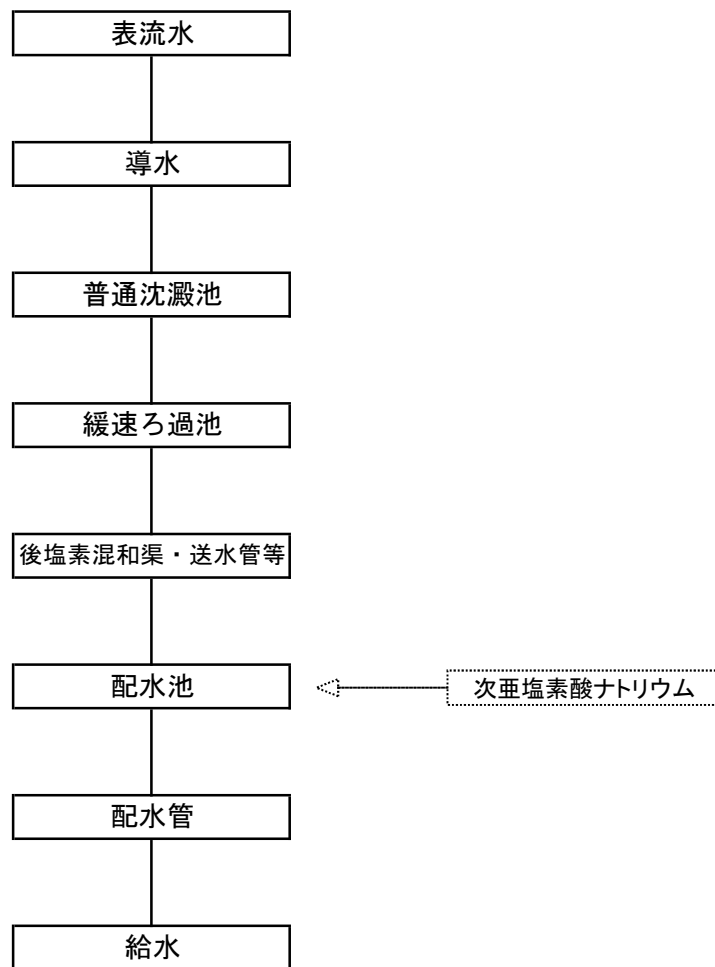 表流水
導水
普通沈澱池
緩速ろ過池
後塩素混和渠・送水管等
配水池
次亜塩素酸ナトリウム
配水管
給水